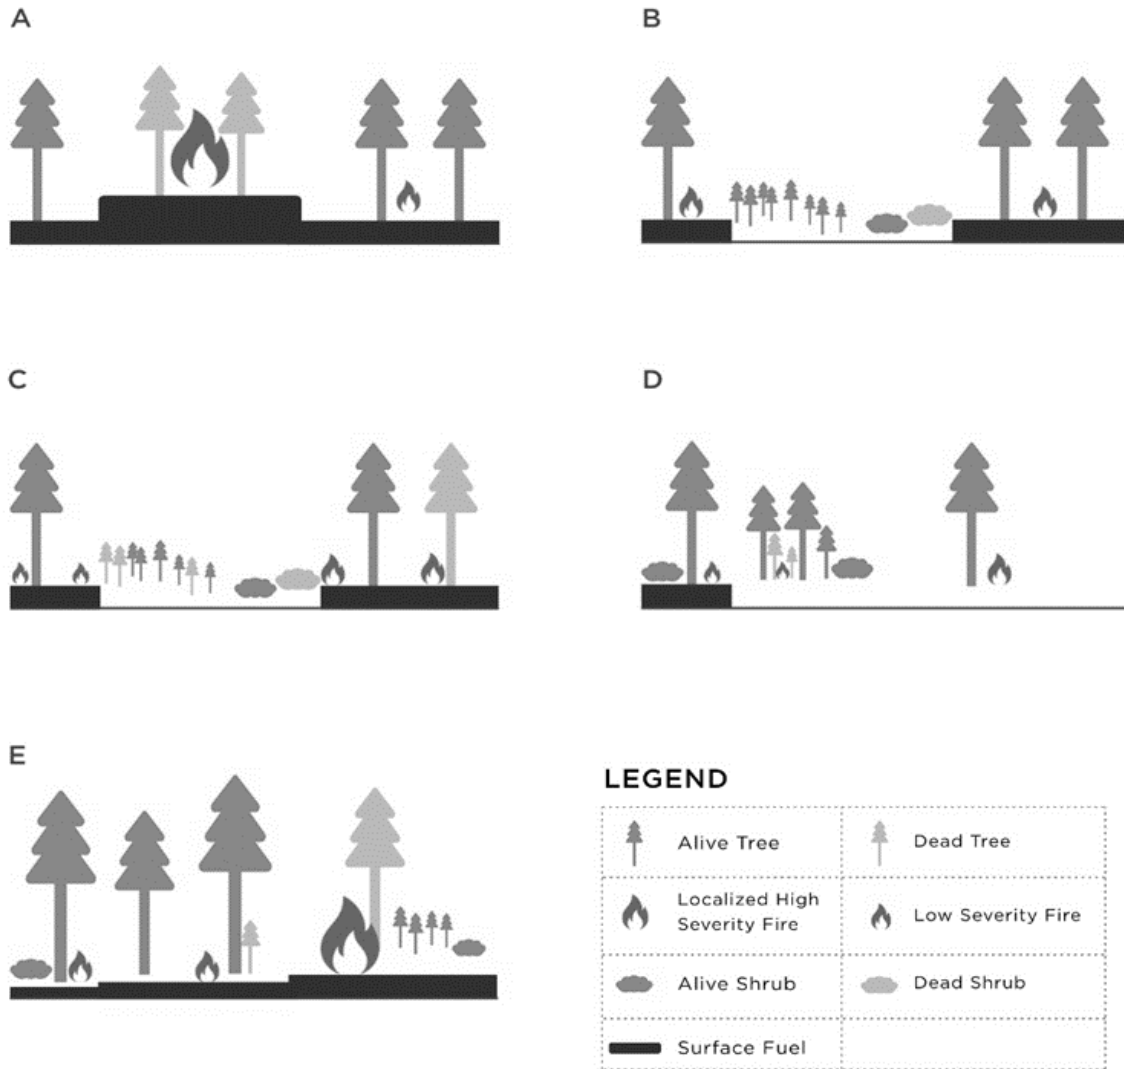 A
B
C
D
E
LEGEND
Alive Tree
Dead Tree
Localized High
Severity Fire
Low Severity Fire
Alive Shrub
Dead Shrub
Surface Fuel